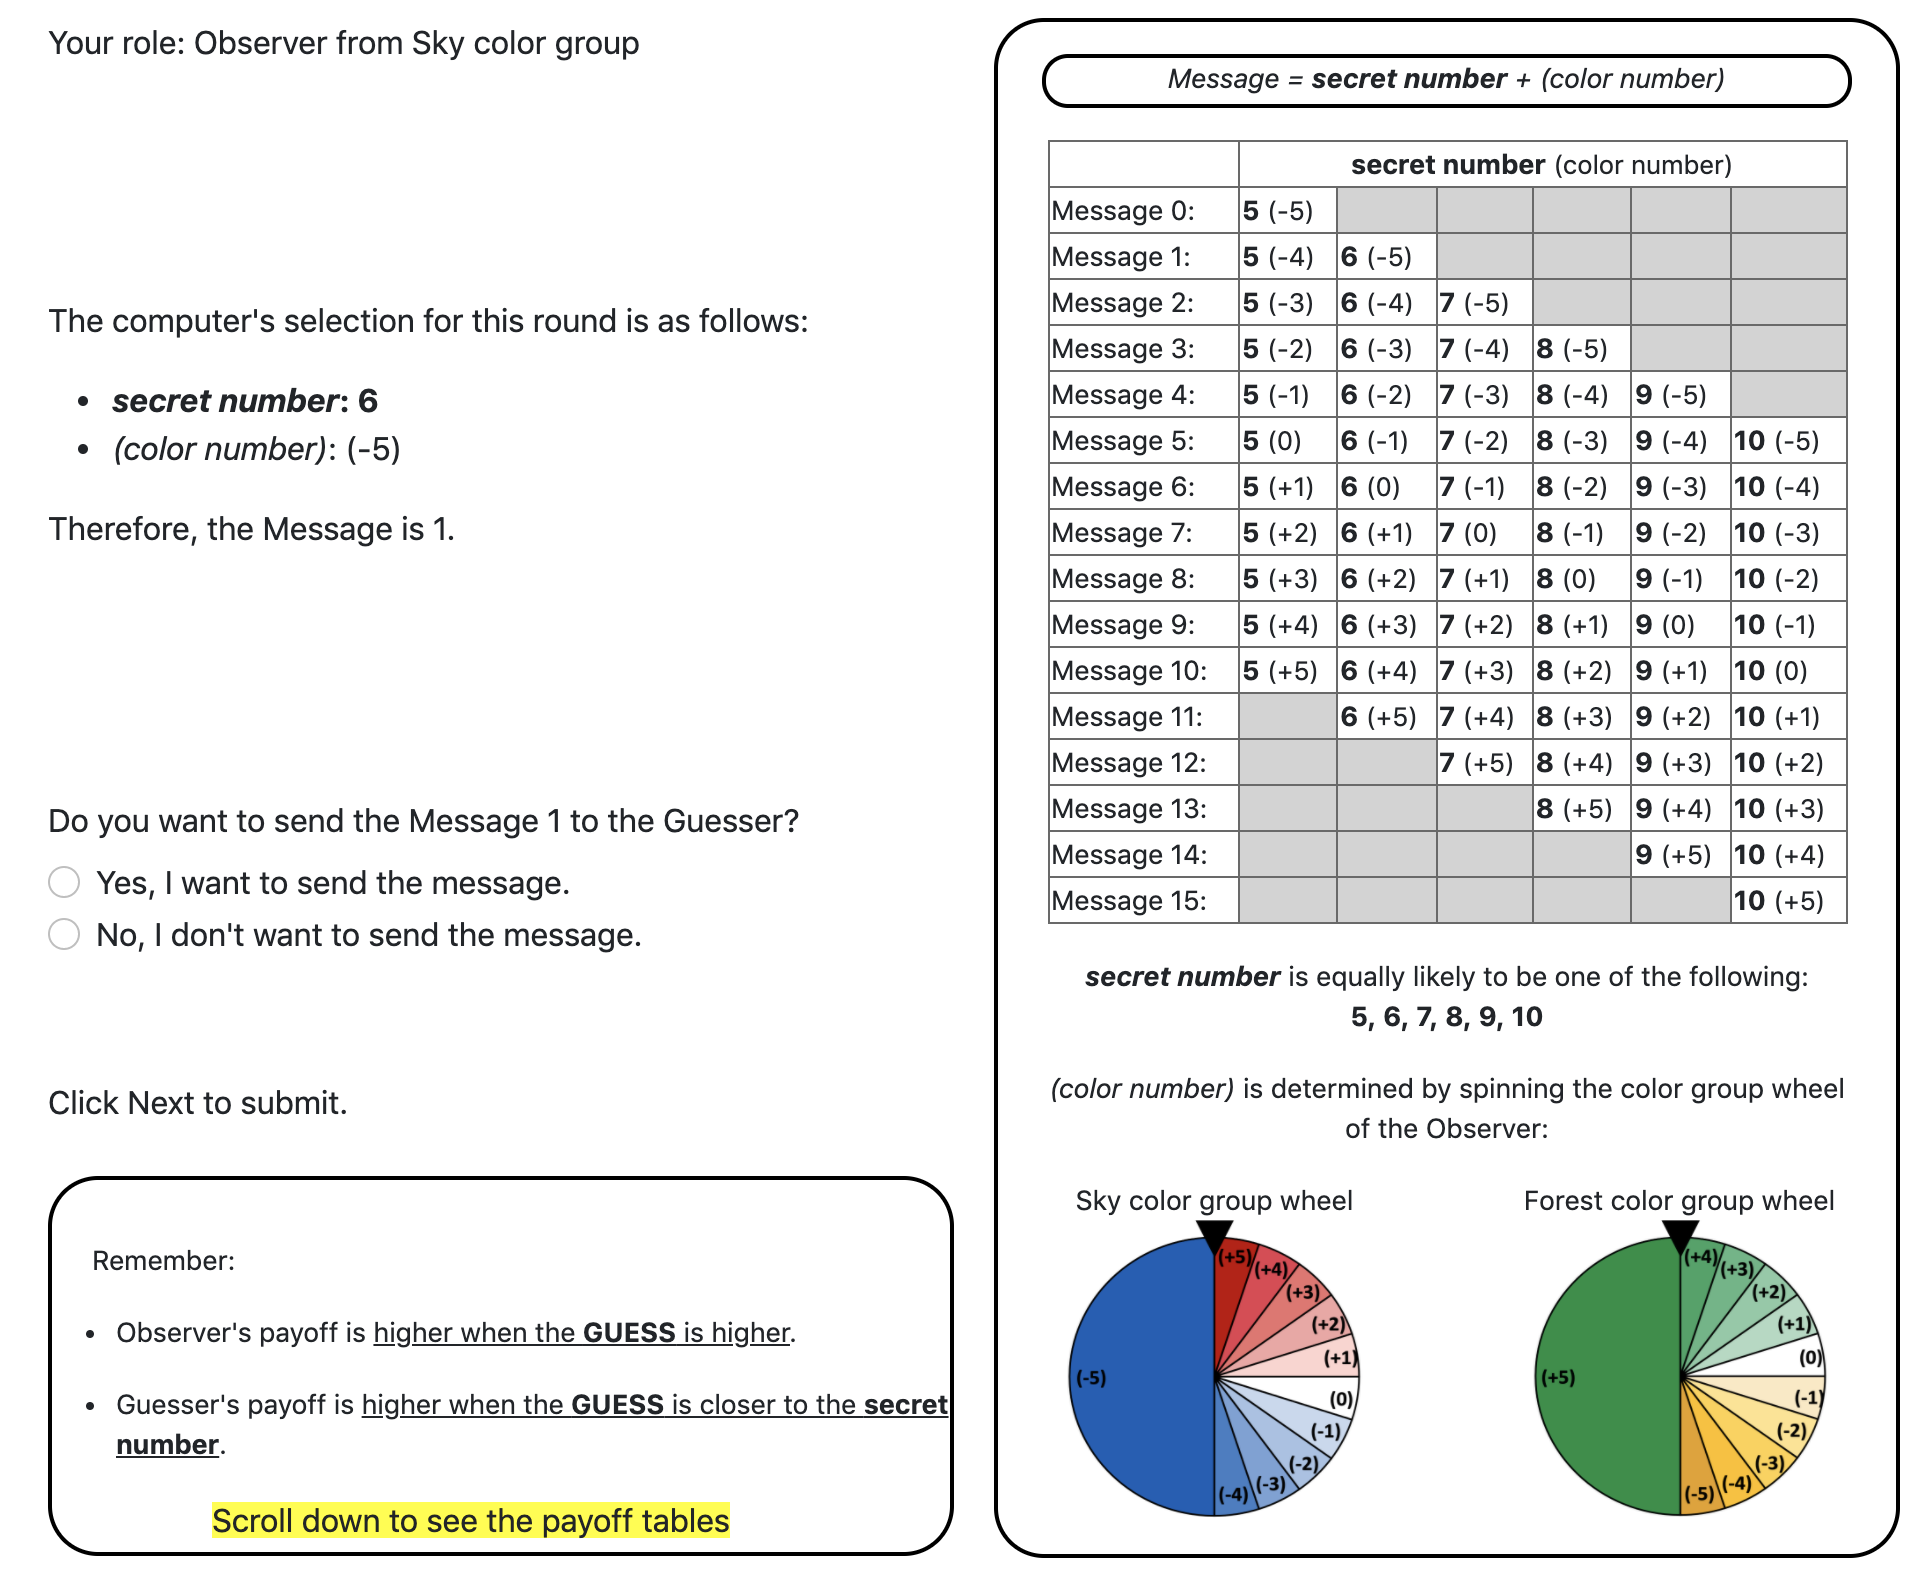 Your role: Observer from Sky color group
The computer's selection for this round is as follows:
• secret number: 6
• (color number): (-5)
Therefore, the Message is 1.
Do you want to send the Message 1 to the Guesser?
Yes, I want to send the message.
No, I don't want to send the message.
Click Next to submit.
Remember:
• Observer's payoff is higher when the GUESS is higher.
• Guesser's payoff is higher when the GUESS is closer to the secret
number.
Scroll down to see the payoff tables
Message = secret number + (color number)
secret number (color number)
Message 0: 5 (-5)
Message 1: 5 (-4) 6 (-5)
Message 2: 5 (-3) 6 (-4) 7 (-5)
Message 3: 5 (-2) 6 (-3) 7 (-4) 8 (-5)
Message 4: 5 (-1) 6 (-2) 7 (-3) 8 (-4) 9 (-5)
Message 5: 5 (0) 6 (-1) 7 (-2) 8 (-3) 9 (-4) 10 (-5)
Message 6: 5 (+1) 6 (0) 7 (-1) 8 (-2) 9 (-3) 10 (-4)
Message 7: 5 (+2) 6 (+1) 7 (0) 8 (-1) 9 (-2) 10 (-3)
Message 8: 5 (+3) 6 (+2) 7 (+1) 8 (0) 9 (-1) 10 (-2)
Message 9: 5 (+4) 6 (+3) 7 (+2) 8 (+1) 9 (0) 10 (-1)
Message 10: 5 (+5) 6 (+4) 7 (+3) 8 (+2) 9 (+1) 10 (0)
Message 11: 6 (+5) 7 (+4) 8 (+3) 9 (+2) 10 (+1)
Message 12: 7 (+5) 8 (+4) 9 (+3) 10 (+2)
Message 13: 8 (+5) 9 (+4) 10 (+3)
Message 14: 9 (+5) 10 (+4)
Message 15: 10 (+5)
secret number is equally likely to be one of the following:
5, 6, 7, 8, 9, 10
(color number) is determined by spinning the color group wheel
of the Observer:
Sky color group wheel
(+5)
(+4)
(+3)
(+2)
(+1)
(0)
(-1)
(-2)
(-3)
(-4)
(-5)
Forest color group wheel
(+4)
(+3)
(+2)
(+1)
(0)
(-1)
(-2)
(-3)
(-4)
(-5)
(+5)